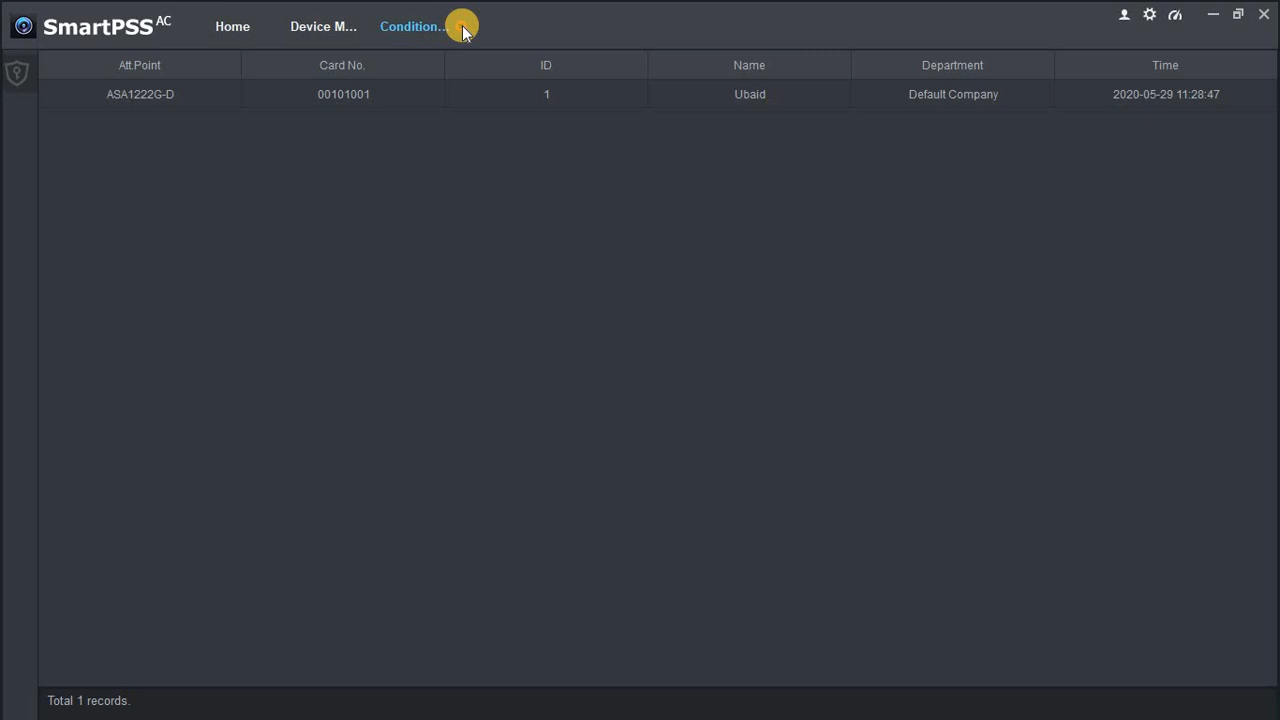 SmartPSS AC Home Device M... Condition...
Att.Point Card No. ID Name Department Time
ASA1222G-D 00101001 1 Ubaid Default Company 2020-05-29 11:28:47
Total 1 records.